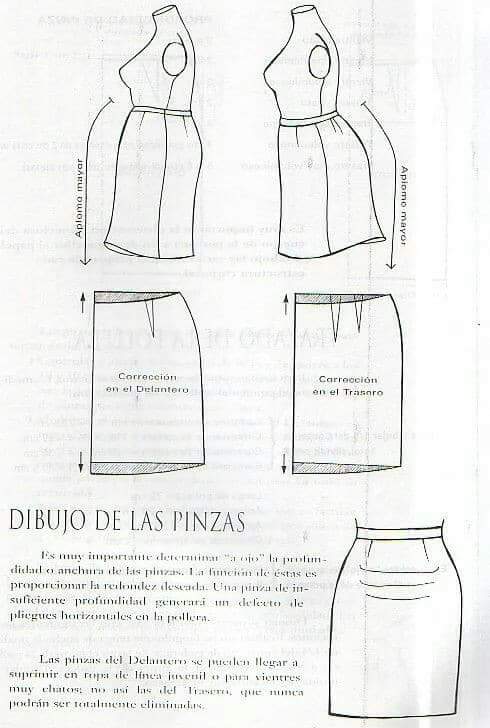 Aplomo mayor
Aplomo mayor
Corrección
en el Delantero
Corrección
en el Trasero
DIBUJO DE LAS PINZAS
Es muy importante determinar "a ojo" la profun-
didad o anchura de las pinzas. La función de éstas es
proporcionar la redondez deseada. Una pinza de in-
suficiente profundidad generará un defecto de
pliegues horizontales en la pollera.
Las pinzas del Delantero se pueden llegar a
suprimir en ropa de línea juvenil o para vientres
muy chatos; no así las del Trasero, que nunca
podrán ser totalmente eliminadas.